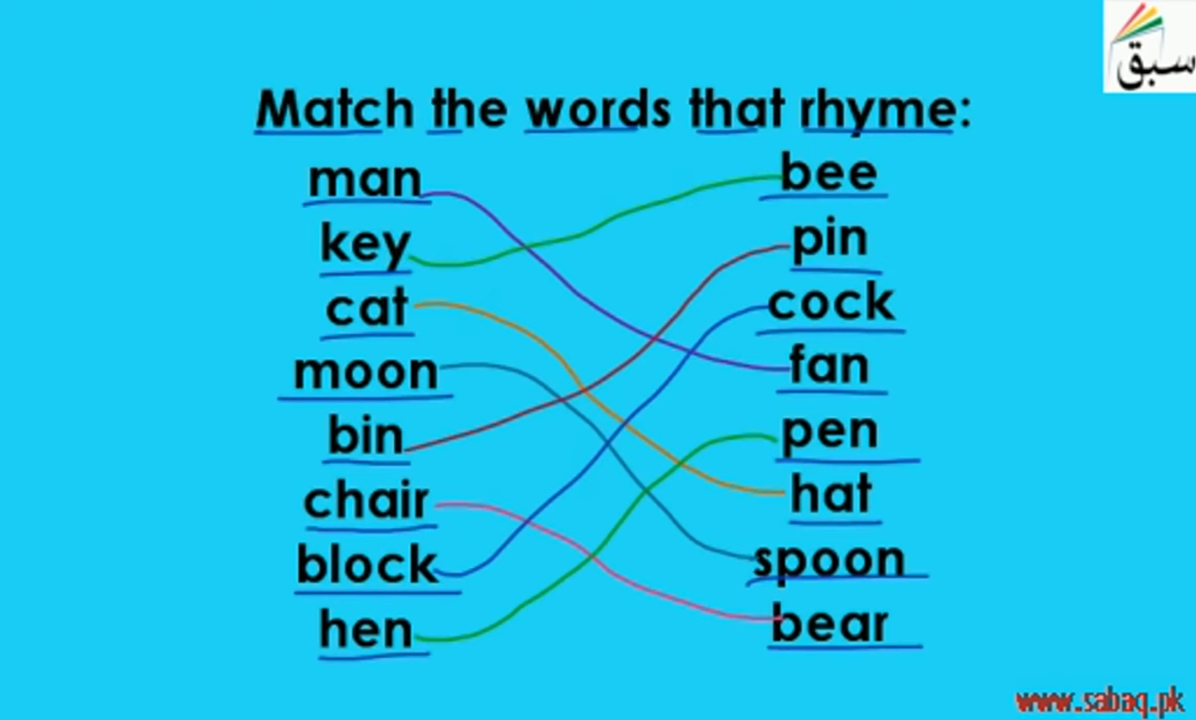 سبق
Match the words that rhyme:
man bee
key pin
cat cock
moon fan
bin pen
chair hat
block spoon
hen bear
www.sabaq.pk